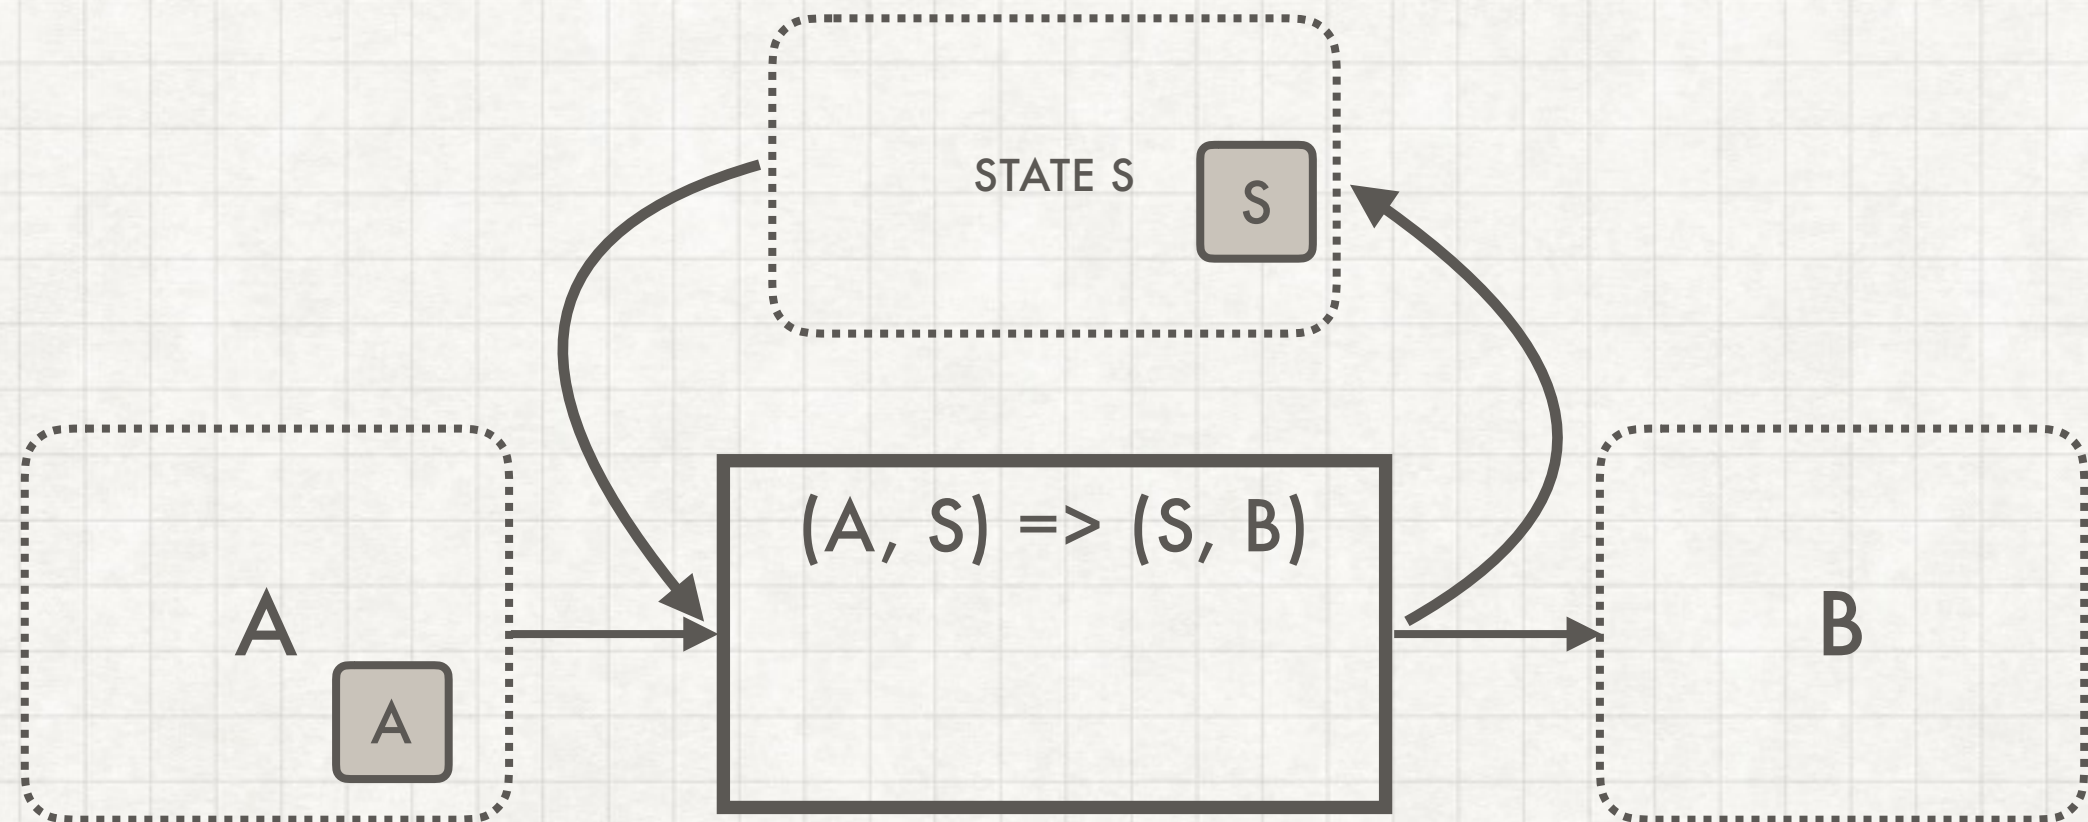 STATE S
S
(A, S) => (S, B)
A
A
B